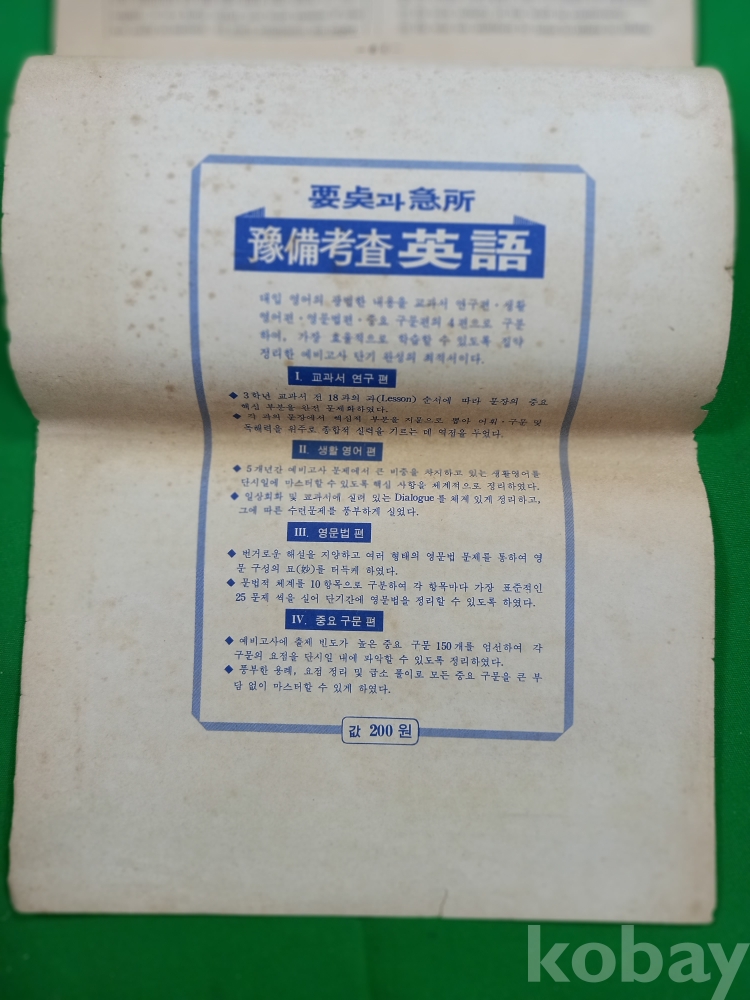 要点과 急所
豫備考査 英語
대입 영어의 광범한 내용을 교과서 연구편·생활
영어편·영문법편·중요 구문편의 4편으로 구분
하여, 가장 효율적으로 학습할 수 있도록 집약
정리한 예비고사 단기 완성의 최적서이다.
I. 교과서 연구 편
◆ 3학년 교과서 전 18과의 과(Lesson) 순서에 따라 문장의 중요
핵심 부분을 완전 문제화하였다.
◆ 각 과의 문장에서 핵심적 부분을 지문으로 뽑아 어휘·구문 및
독해력을 위주로 종합적 실력을 기르는 데 역점을 두었다.
II. 생활 영어 편
◆ 5개년간 예비고사 문제에서 큰 비중을 차지하고 있는 생활영어를
단시일에 마스터할 수 있도록 핵심 사항을 체계적으로 정리하였다.
◆ 일상회화 및 교과서에 실려 있는 Dialogue를 체계 있게 정리하고,
그에 따른 수련문제를 풍부하게 실었다.
III. 영문법 편
◆ 번거로운 해설을 지양하고 여러 형태의 영문법 문제를 통하여 영
문 구성의 묘(妙)를 터득케 하였다.
◆ 문법적 체계를 10항목으로 구분하여 각 항목마다 가장 표준적인
25 문제 씩을 실어 단기간에 영문법을 정리할 수 있도록 하였다.
IV. 중요 구문 편
◆ 예비고사에 출제 빈도가 높은 중요 구문 150개를 엄선하여 각
구문의 요점을 단시일 내에 파악할 수 있도록 정리하였다.
◆ 풍부한 용례, 요점 정리 및 급소 풀이로 모든 중요 구문을 큰 부
담 없이 마스터할 수 있게 하였다.
값 200 원
kobay